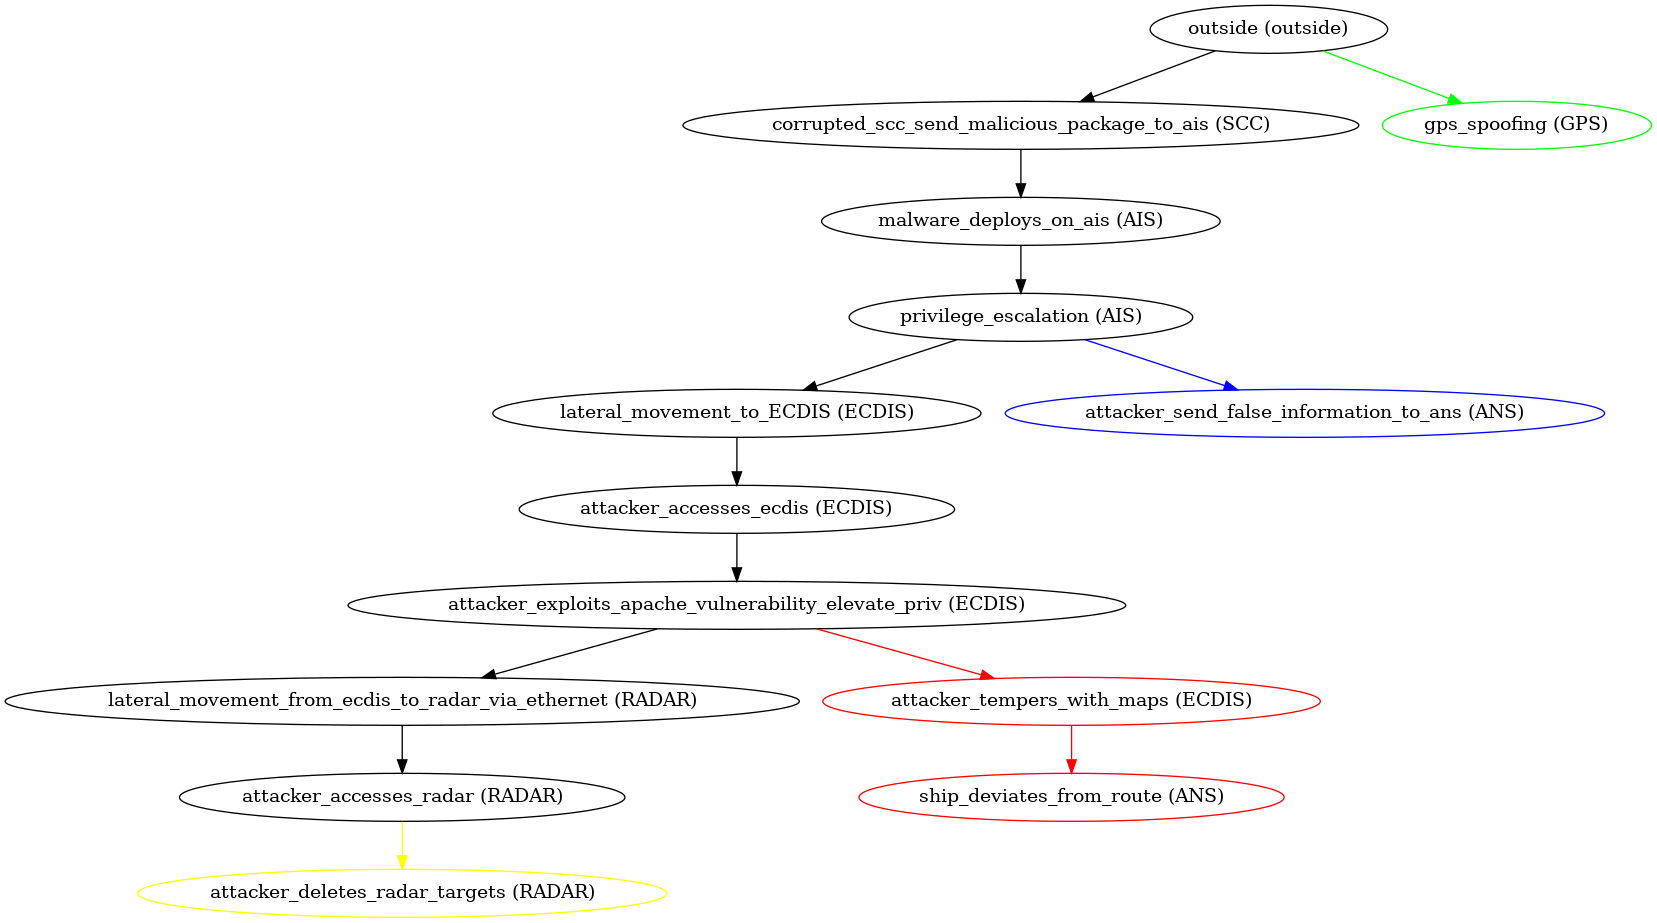 outside (outside)
corrupted_scc_send_malicious_package_to_ais (SCC)
gps_spoofing (GPS)
malware_deploys_on_ais (AIS)
privilege_escalation (AIS)
lateral_movement_to_ECDIS (ECDIS)
attacker_send_false_information_to_ans (ANS)
attacker_accesses_ecdis (ECDIS)
attacker_exploits_apache_vulnerability_elevate_priv (ECDIS)
lateral_movement_from_ecdis_to_radar_via_ethernet (RADAR)
attacker_tempers_with_maps (ECDIS)
attacker_accesses_radar (RADAR)
ship_deviates_from_route (ANS)
attacker_deletes_radar_targets (RADAR)